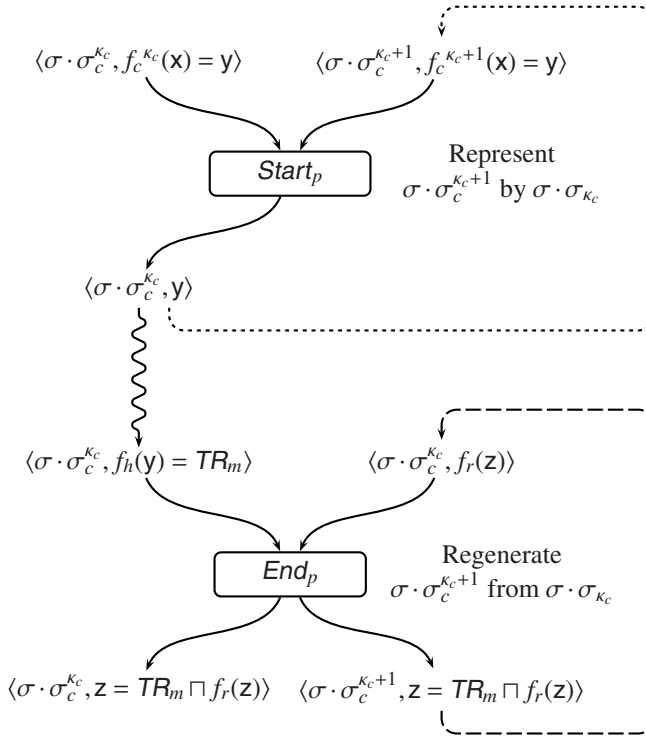 ⟨σ · σ_c^{κ_c}, f_c^{κ_c}(x) = y⟩ ⟨σ · σ_c^{κ_c+1}, f_c^{κ_c+1}(x) = y⟩
Start_p
Represent
σ · σ_c^{κ_c+1} by σ · σ_{κ_c}
⟨σ · σ_c^{κ_c}, y⟩
⟨σ · σ_c^{κ_c}, f_h(y) = TR_m⟩ ⟨σ · σ_c^{κ_c}, f_r(z)⟩
End_p
Regenerate
σ · σ_c^{κ_c+1} from σ · σ_{κ_c}
⟨σ · σ_c^{κ_c}, z = TR_m ⊓ f_r(z)⟩ ⟨σ · σ_c^{κ_c+1}, z = TR_m ⊓ f_r(z)⟩